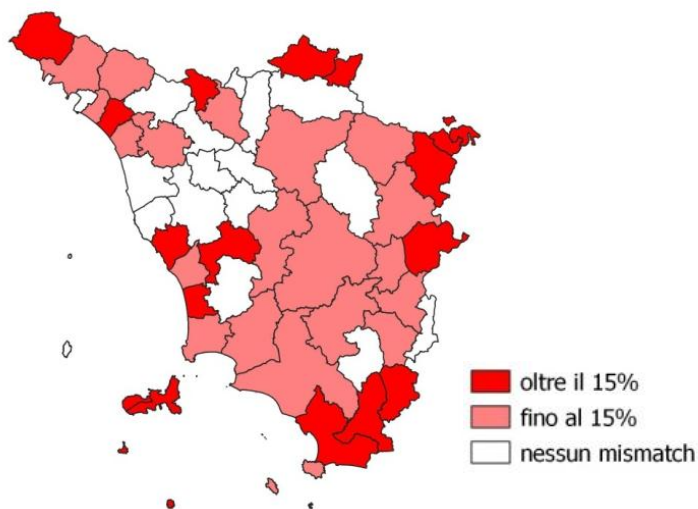 oltre il 15%
fino al 15%
nessun mismatch